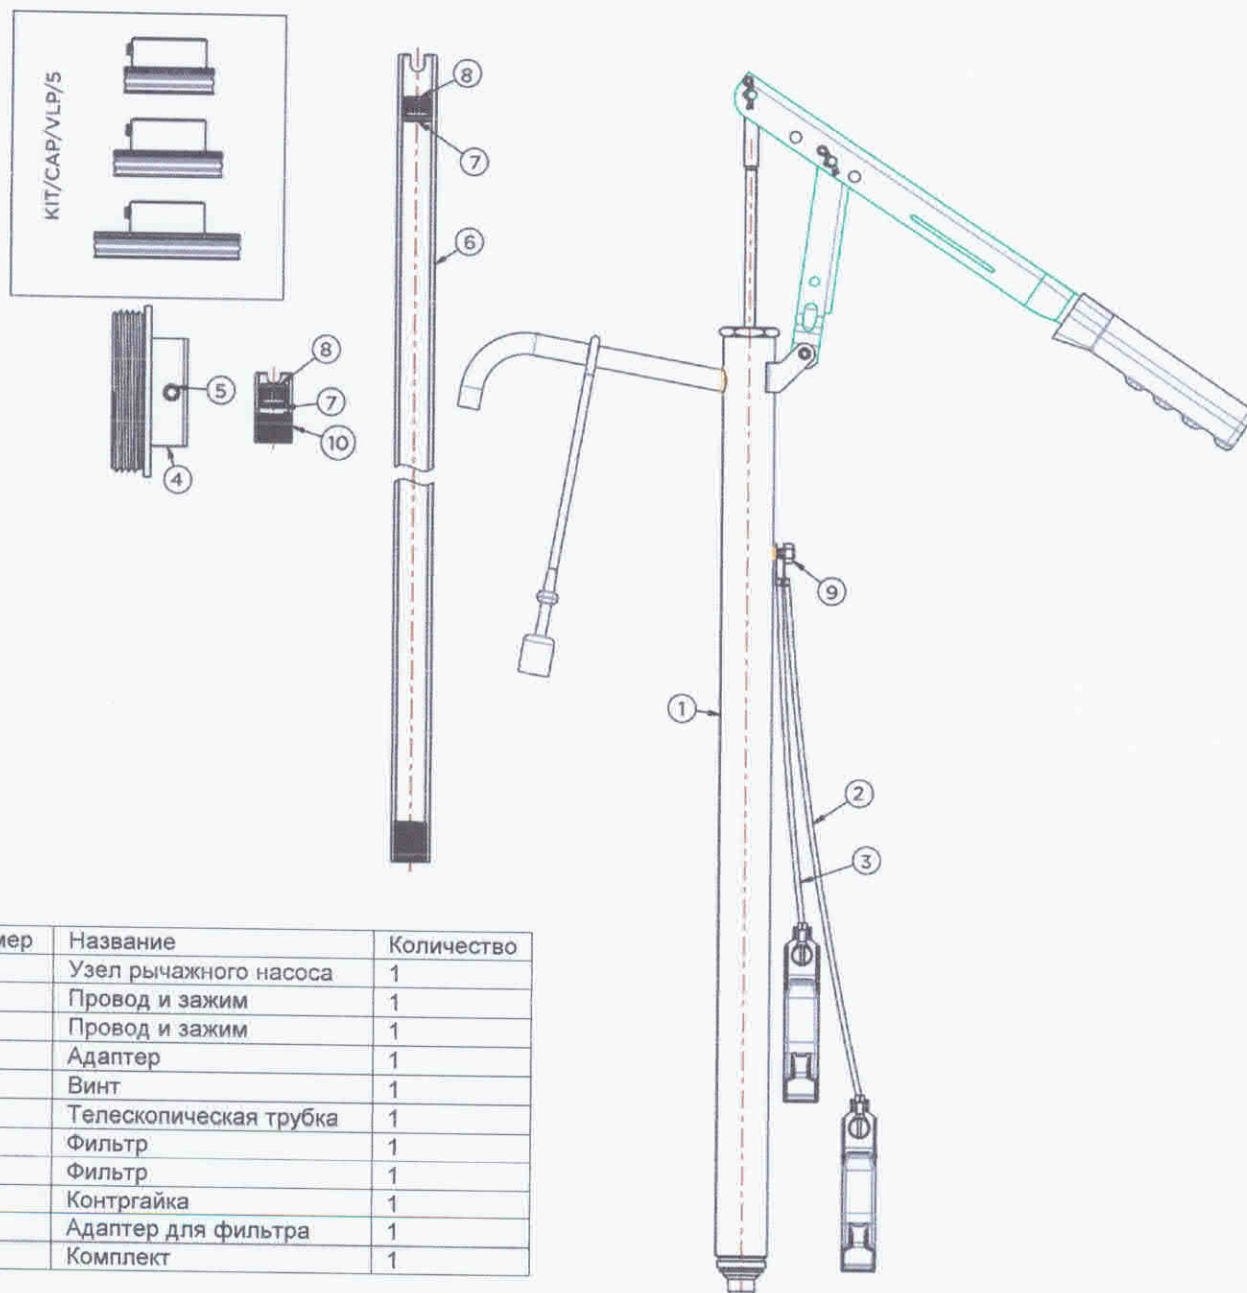 KIT/CAP/VLP/5
8
7
6
8
7
10
5
4
9
1
2
3
мер Название Количество
Узел рычажного насоса 1
Провод и зажим 1
Провод и зажим 1
Адаптер 1
Винт 1
Телескопическая трубка 1
Фильтр 1
Фильтр 1
Контргайка 1
Адаптер для фильтра 1
Комплект 1